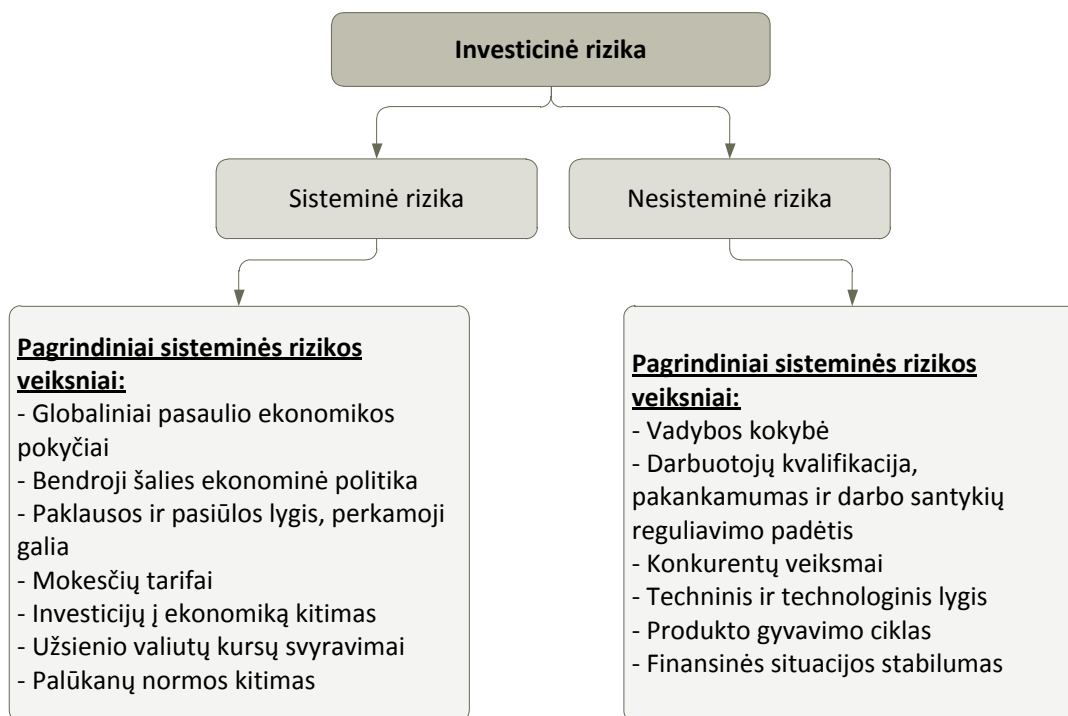 Investicinė rizika
Sisteminė rizika
Nesisteminė rizika
Pagrindiniai sisteminės rizikos
veiksniai:
- Globaliniai pasaulio ekonomikos
pokyčiai
- Bendroji šalies ekonominė politika
- Paklausos ir pasiūlos lygis, perkamoji
galia
- Mokesčių tarifai
- Investicijų į ekonomiką kitimas
- Užsienio valiutų kursų svyravimai
- Palūkanų normos kitimas
Pagrindiniai sisteminės rizikos
veiksniai:
- Vadybos kokybė
- Darbuotojų kvalifikacija,
pakankamumas ir darbo santykių
reguliavimo padėtis
- Konkurentų veiksmai
- Techninis ir technologinis lygis
- Produkto gyvavimo ciklas
- Finansinės situacijos stabilumas